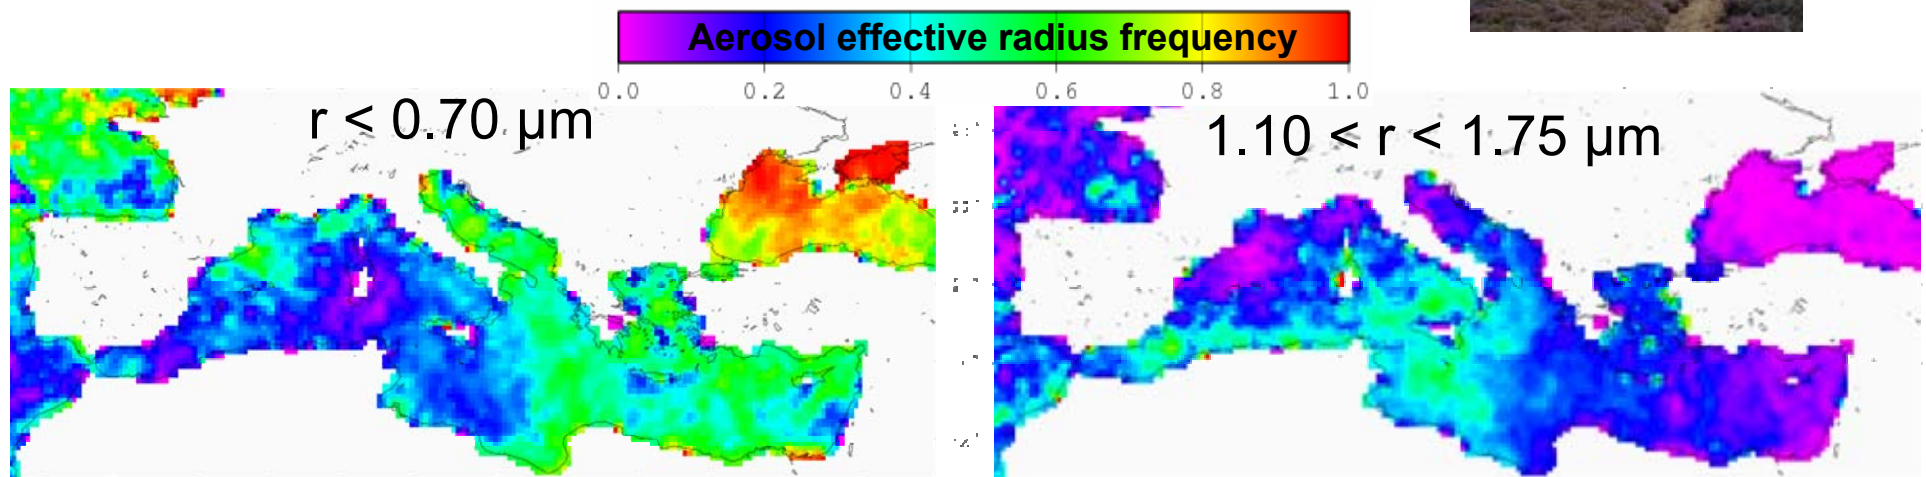 Aerosol effective radius frequency
0.0 0.2 0.4 0.6 0.8 1.0
r < 0.70 µm
1.10 < r < 1.75 µm